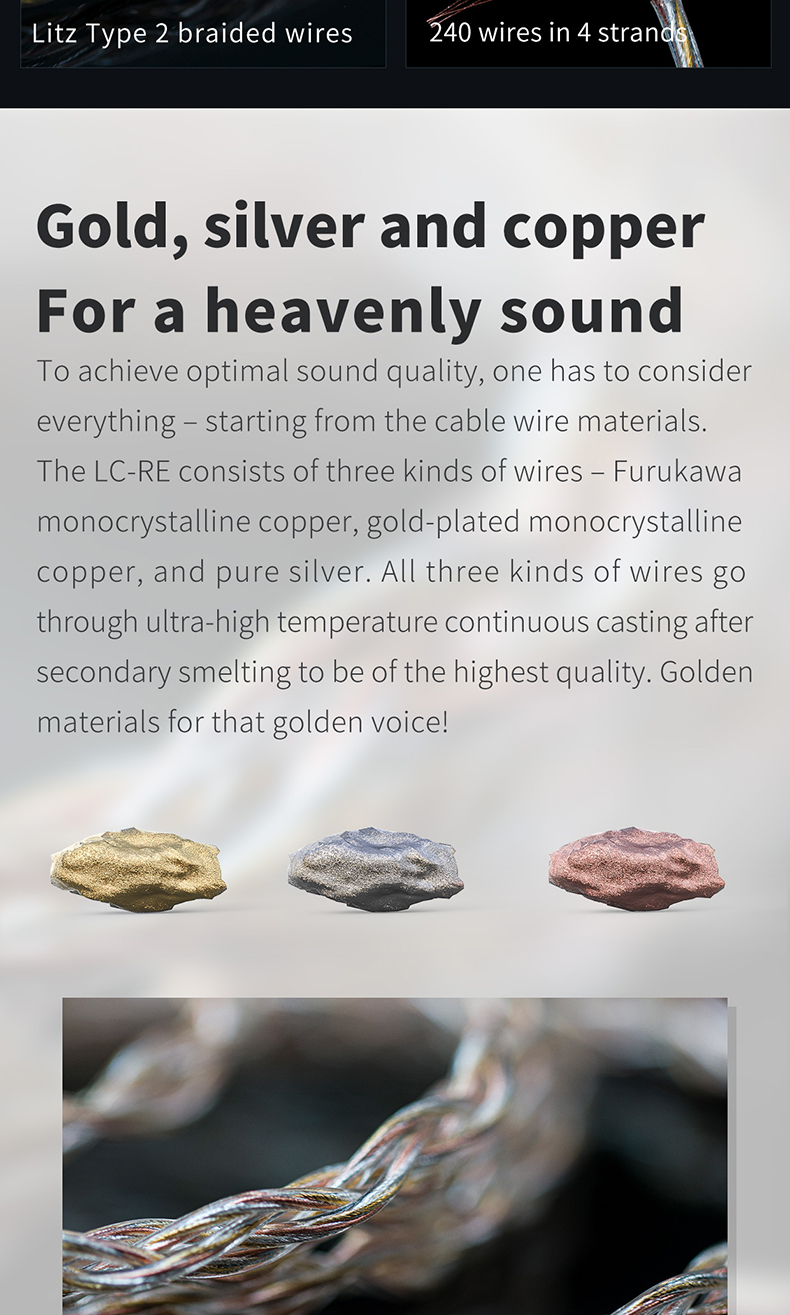 Litz Type 2 braided wires
240 wires in 4 strands
Gold, silver and copper
For a heavenly sound
To achieve optimal sound quality, one has to consider
everything – starting from the cable wire materials.
The LC-RE consists of three kinds of wires – Furukawa
monocrystalline copper, gold-plated monocrystalline
copper, and pure silver. All three kinds of wires go
through ultra-high temperature continuous casting after
secondary smelting to be of the highest quality. Golden
materials for that golden voice!